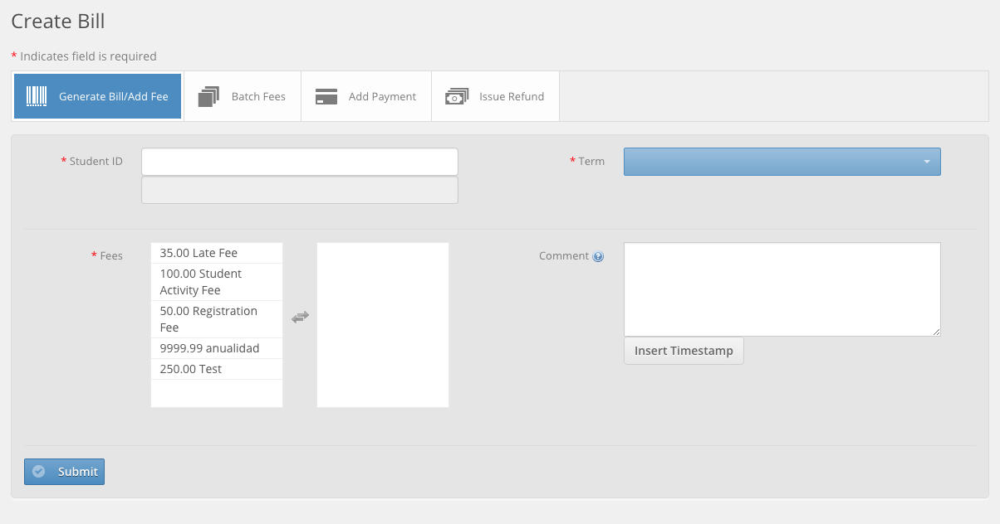 Create Bill
* Indicates field is required
Generate Bill/Add Fee
Batch Fees
Add Payment
Issue Refund
* Student ID
* Term
* Fees
35.00 Late Fee
100.00 Student
Activity Fee
50.00 Registration
Fee
9999.99 anualidad
250.00 Test
Comment ?
Insert Timestamp
Submit